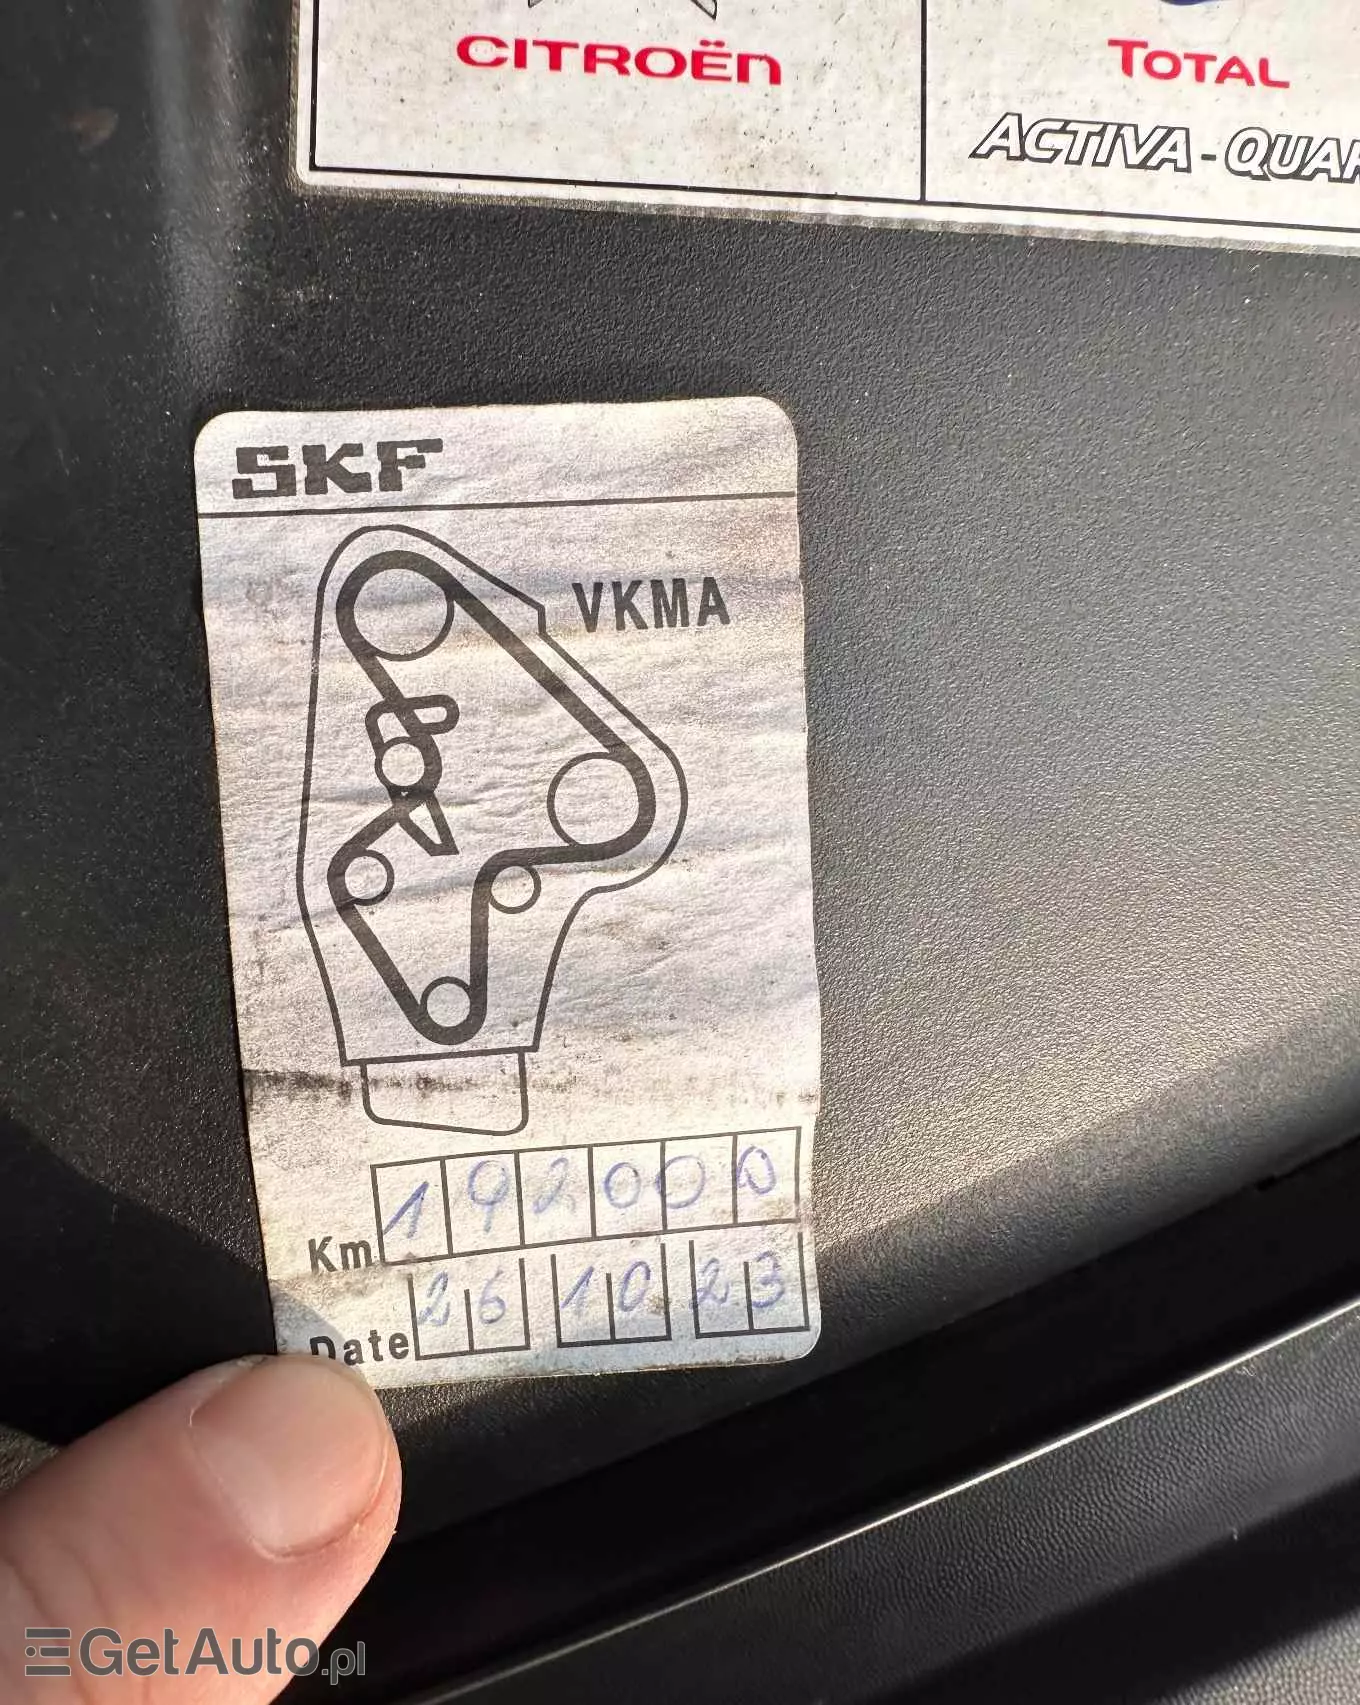 CITROËN
TOTAL
ACTIVA - QUAR
SKF
VKMA
Km 192000
Date 26 10 23
GetAuto.pl